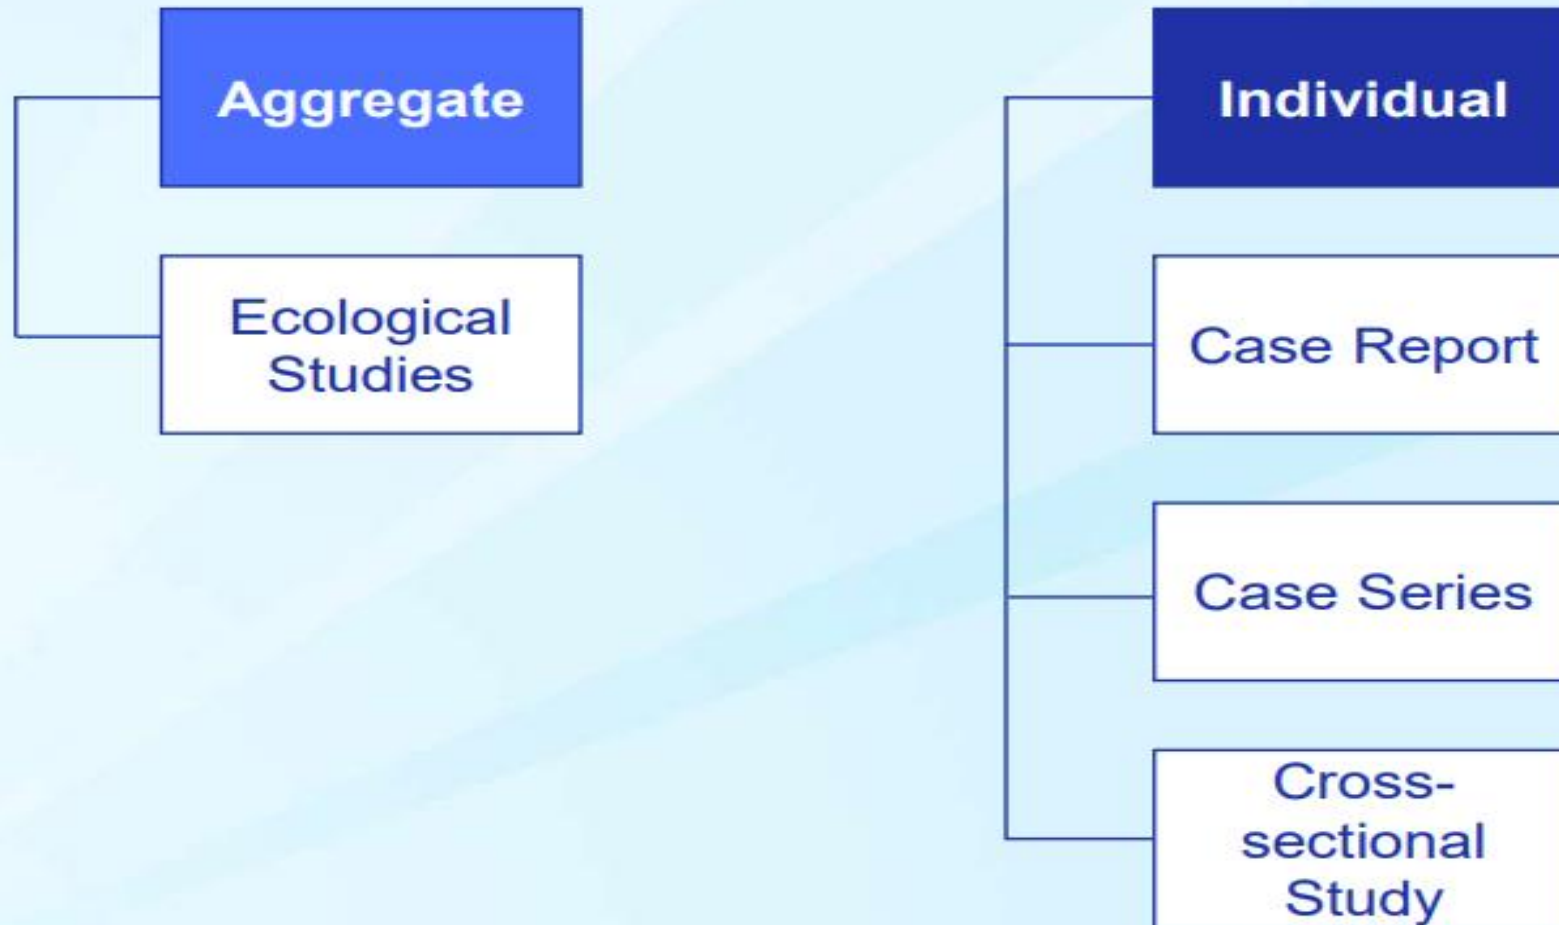 Aggregate
Ecological
Studies
Individual
Case Report
Case Series
Cross-
sectional
Study